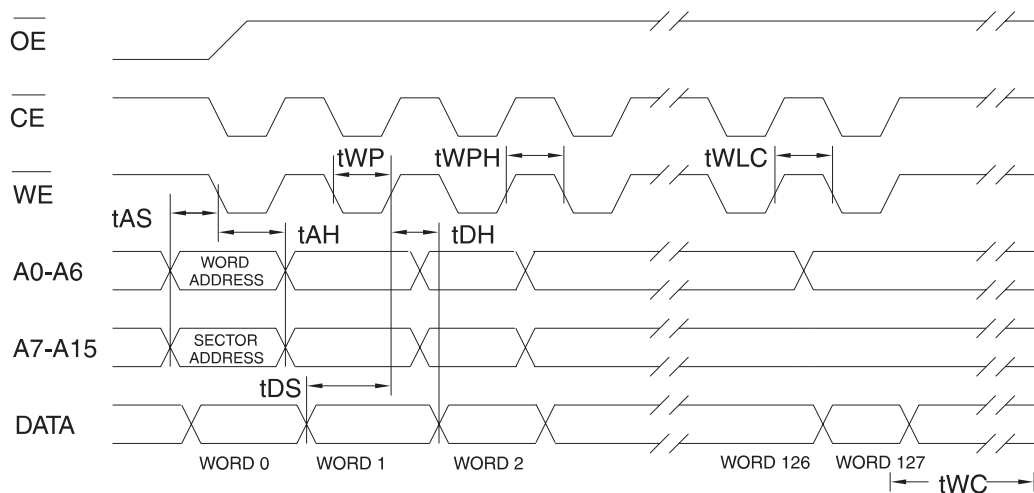 OE
CE
tWP
tWPH
tWLC
WE
tAS
tAH
tDH
A0-A6
WORD
ADDRESS
A7-A15
SECTOR
ADDRESS
tDS
DATA
WORD 0
WORD 1
WORD 2
WORD 126
WORD 127
tWC